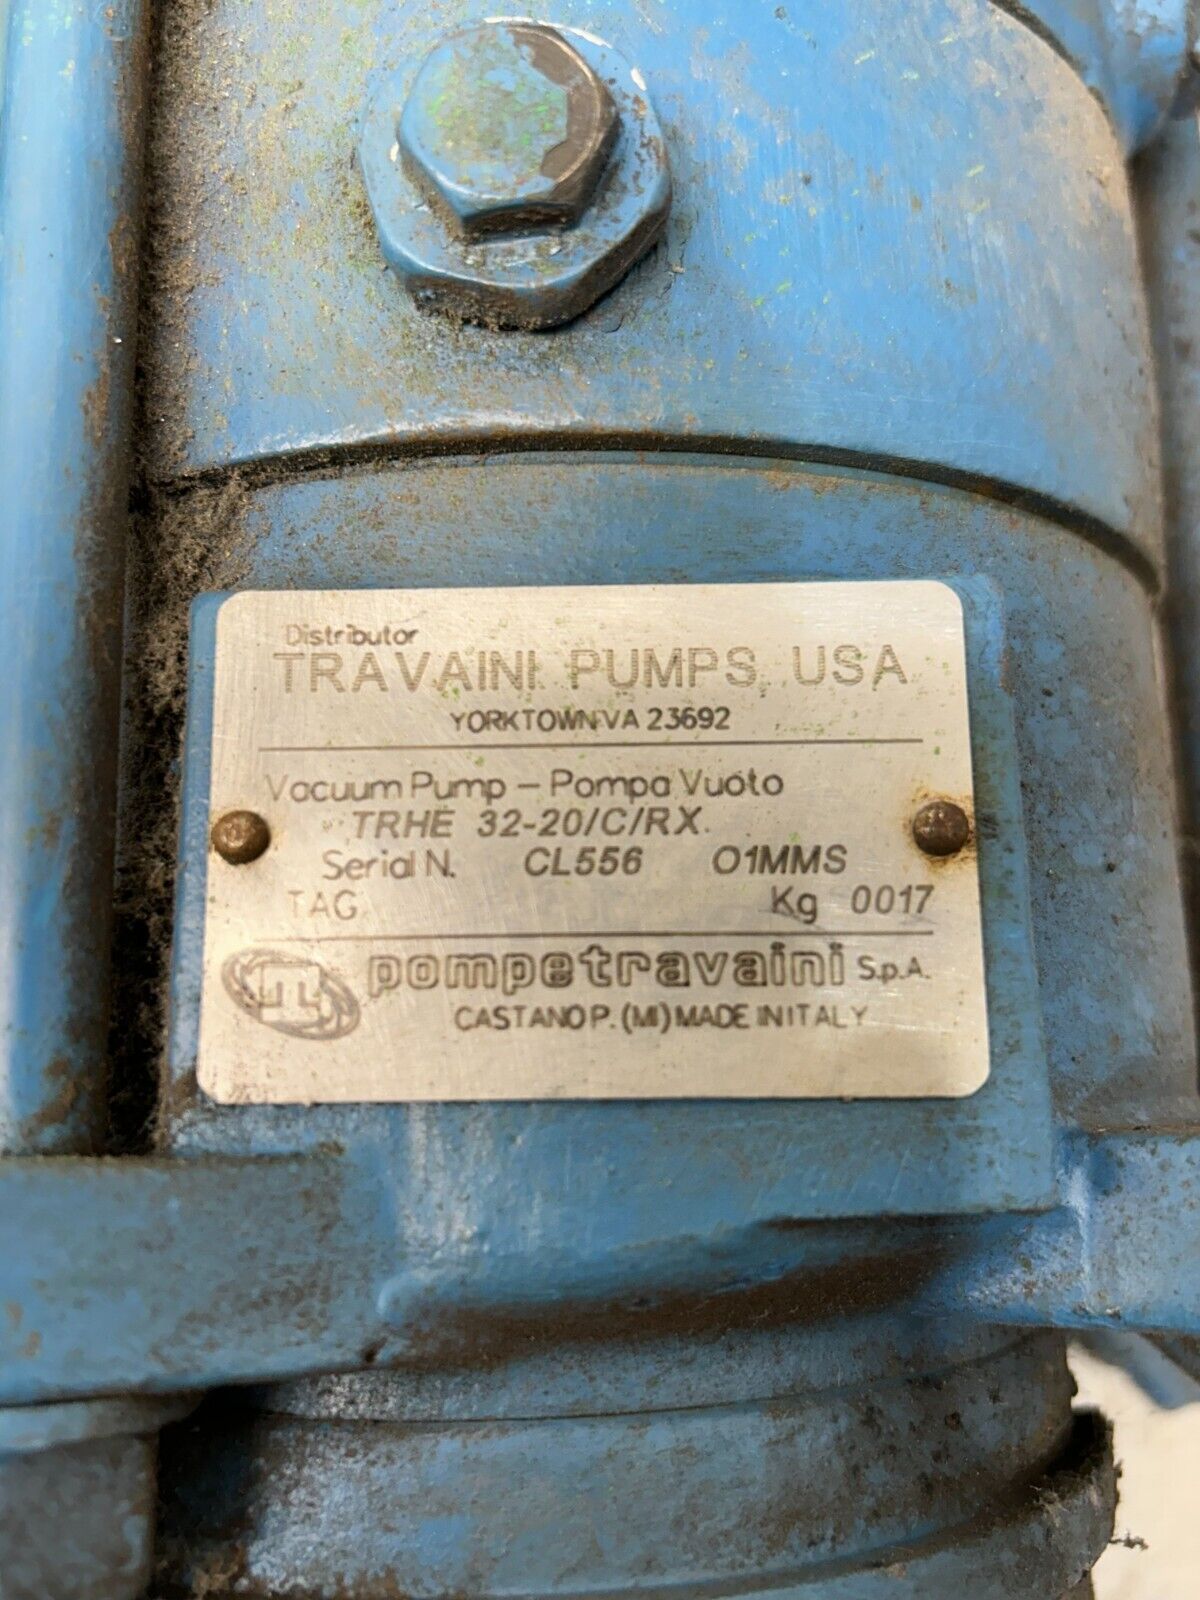 Distributor
TRAVAINI PUMPS, USA
YORKTOWN VA 23692
Vacuum Pump – Pompa Vuoto
TRHE 32-20/C/RX
Serial N. CL556 O1MMS
TAG Kg 0017
pompetravaini S.p.A.
CASTANO P. (MI) MADE IN ITALY